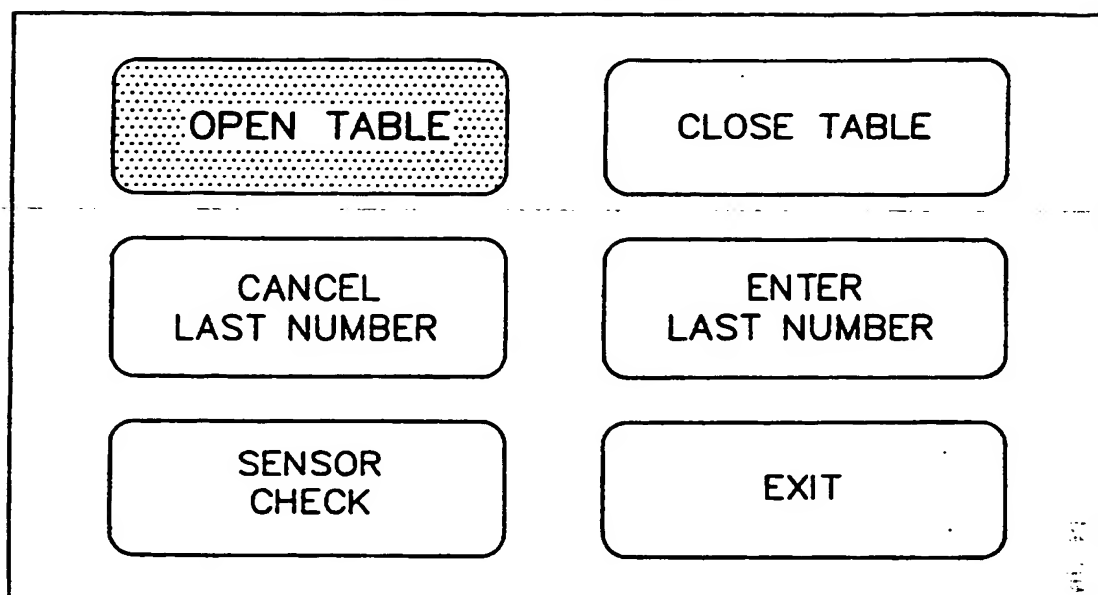 OPEN TABLE
CLOSE TABLE
CANCEL
LAST NUMBER
ENTER
LAST NUMBER
SENSOR
CHECK
EXIT